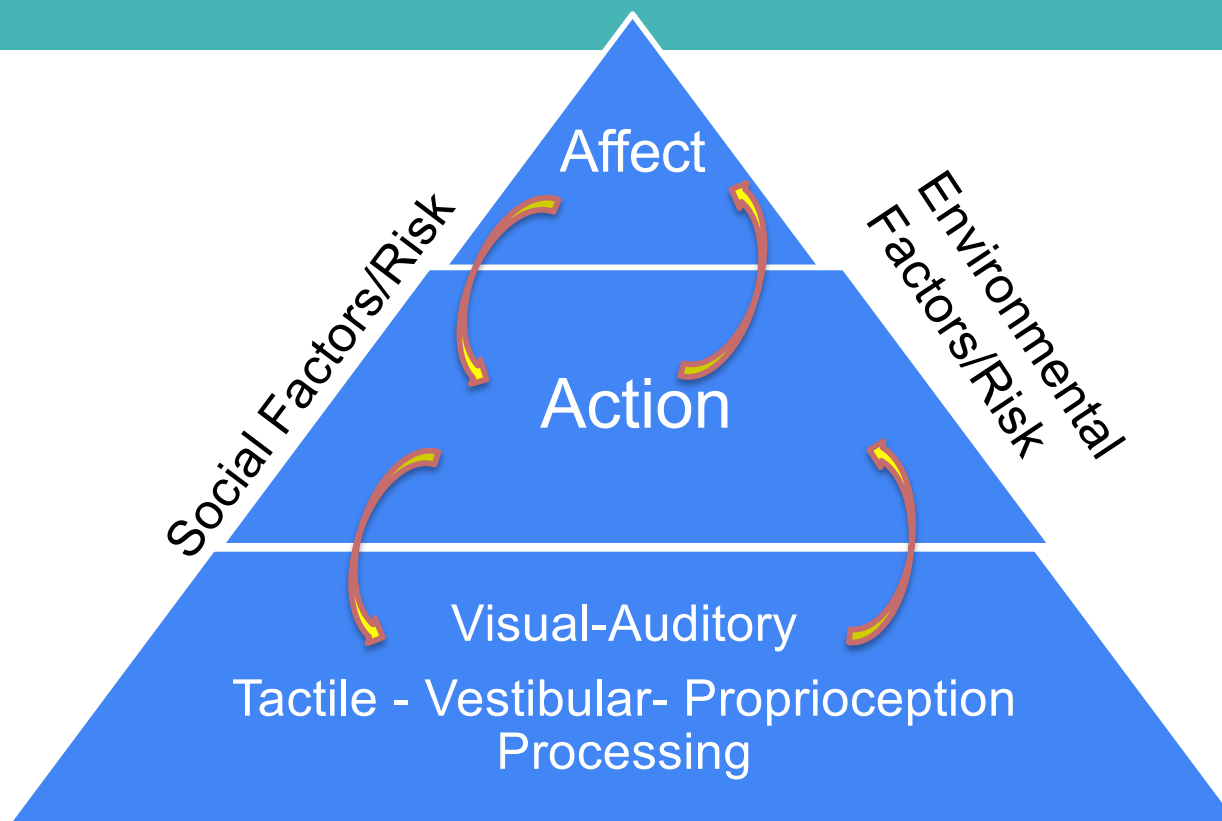 Affect
Social Factors/Risk
Environmental
Factors/Risk
Action
Visual-Auditory
Tactile - Vestibular- Proprioception
Processing